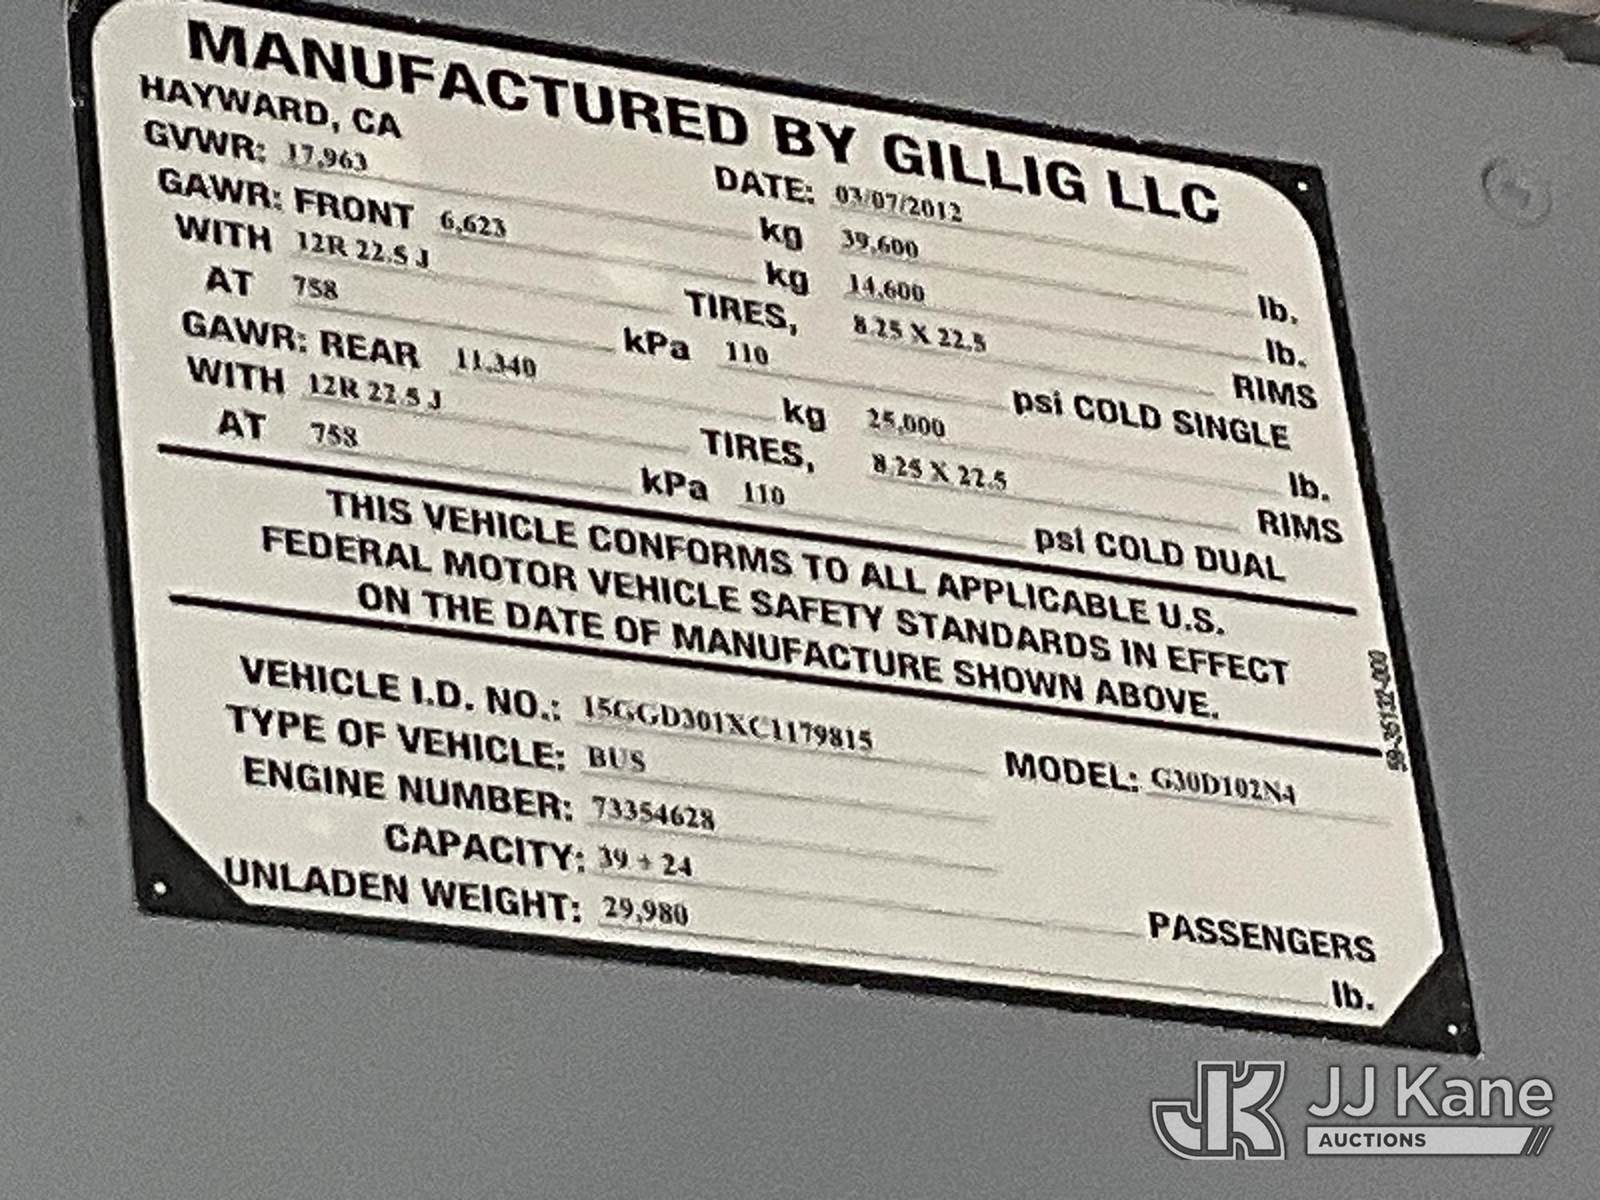 MANUFACTURED BY GILLIG LLC
HAYWARD, CA DATE: 03/07/2012
GVWR: 17,963 kg 39,600 lb.
GAWR: FRONT 6,623 kg 14,600 lb.
WITH 12R 22.5 J TIRES, 8.25 X 22.5 RIMS
AT 758 kPa 110 psi COLD SINGLE
GAWR: REAR 11,340 kg 25,000 lb.
WITH 12R 22.5 J TIRES, 8.25 X 22.5 RIMS
AT 758 kPa 110 psi COLD DUAL
THIS VEHICLE CONFORMS TO ALL APPLICABLE U.S.
FEDERAL MOTOR VEHICLE SAFETY STANDARDS IN EFFECT
ON THE DATE OF MANUFACTURE SHOWN ABOVE.
VEHICLE I.D. NO.: 15GGD301XC1179815
TYPE OF VEHICLE: BUS MODEL: G30D102N4
ENGINE NUMBER: 73354628
CAPACITY: 39 + 24 PASSENGERS
UNLADEN WEIGHT: 29,980 lb.
59-35132-000
JJ Kane
AUCTIONS